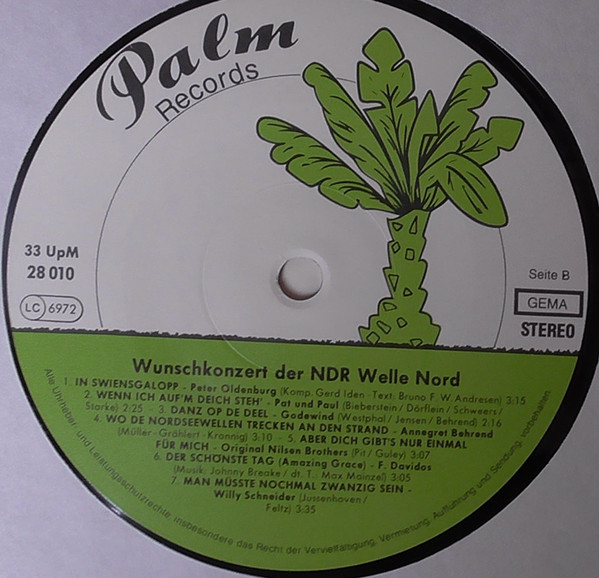 Palm
Records
33 UpM
28 010
LC 6972
Seite B
GEMA
STEREO
Wunschkonzert der NDR Welle Nord
1. IN SWIENSGALOPP - Peter Oldenburg (Komp. Gerd Iden - Text: Bruno F. W. Andresen) 3:15
2. WENN ICH AUF'M DEICH STEH' - Pat und Paul (Bieberstein / Dörflein / Schweers /
Starke) 2:25 - 3. DANZ OP DE DEEL - Godewind (Westphal / Jensen / Behrend) 2:16
4. WO DE NORDSEEWELLEN TRECKEN AN DEN STRAND - Annegret Behrend
(Müller - Grählert - Krannig) 3:10 - 5. ABER DICH GIBT'S NUR EINMAL
FÜR MICH - Original Nilsen Brothers (Pit / Guley) 3:07
6. DER SCHÖNSTE TAG (Amazing Grace) - F. Davidos
(Musik: Johnny Breake / dt. T.: Max Mainzel) 3:05
7. MAN MÜSSTE NOCHMAL ZWANZIG SEIN -
Willy Schneider (Jussenhoven /
Feltz) 3:35
Alle Urheber- und Leistungsschutzrechte insbesondere das Recht der Vervielfältigung, Vermietung, Aufführung und Sendung, vorbehalten.